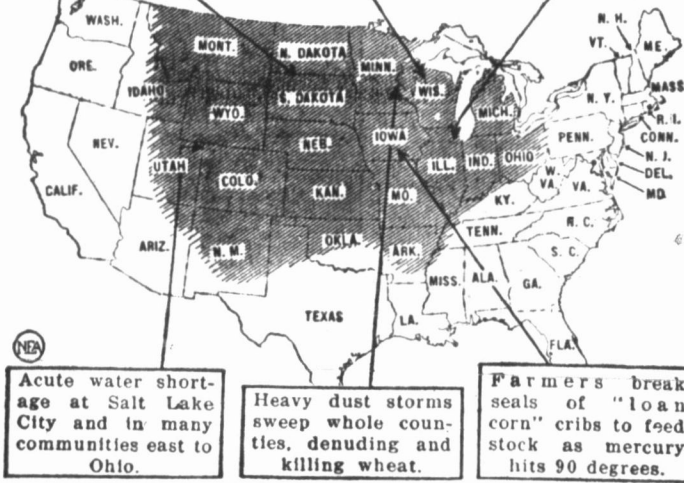 WASH.
MONT.
N. DAKOTA
MINN.
N. H.
VT.
ME.
ORE.
IDAHO
WYO.
S. DAKOTA
WIS.
MICH.
N. Y.
MASS
R. I.
CONN.
NEV.
NEB.
IOWA
ILL.
IND.
OHIO
PENN.
N. J.
DEL.
MD.
CALIF.
UTAH
COLO.
KAN.
MO.
KY.
W. VA.
VA.
ARIZ.
N. M.
OKLA.
ARK.
TENN.
N. C.
S. C.
TEXAS
LA.
MISS.
ALA.
GA.
FLA.
NEA
Acute water short-
age at Salt Lake
City and in many
communities east to
Ohio.
Heavy dust storms
sweep whole coun-
ties, denuding and
killing wheat.
Farmers break
seals of "loan
corn" cribs to feed
stock as mercury
hits 90 degrees.